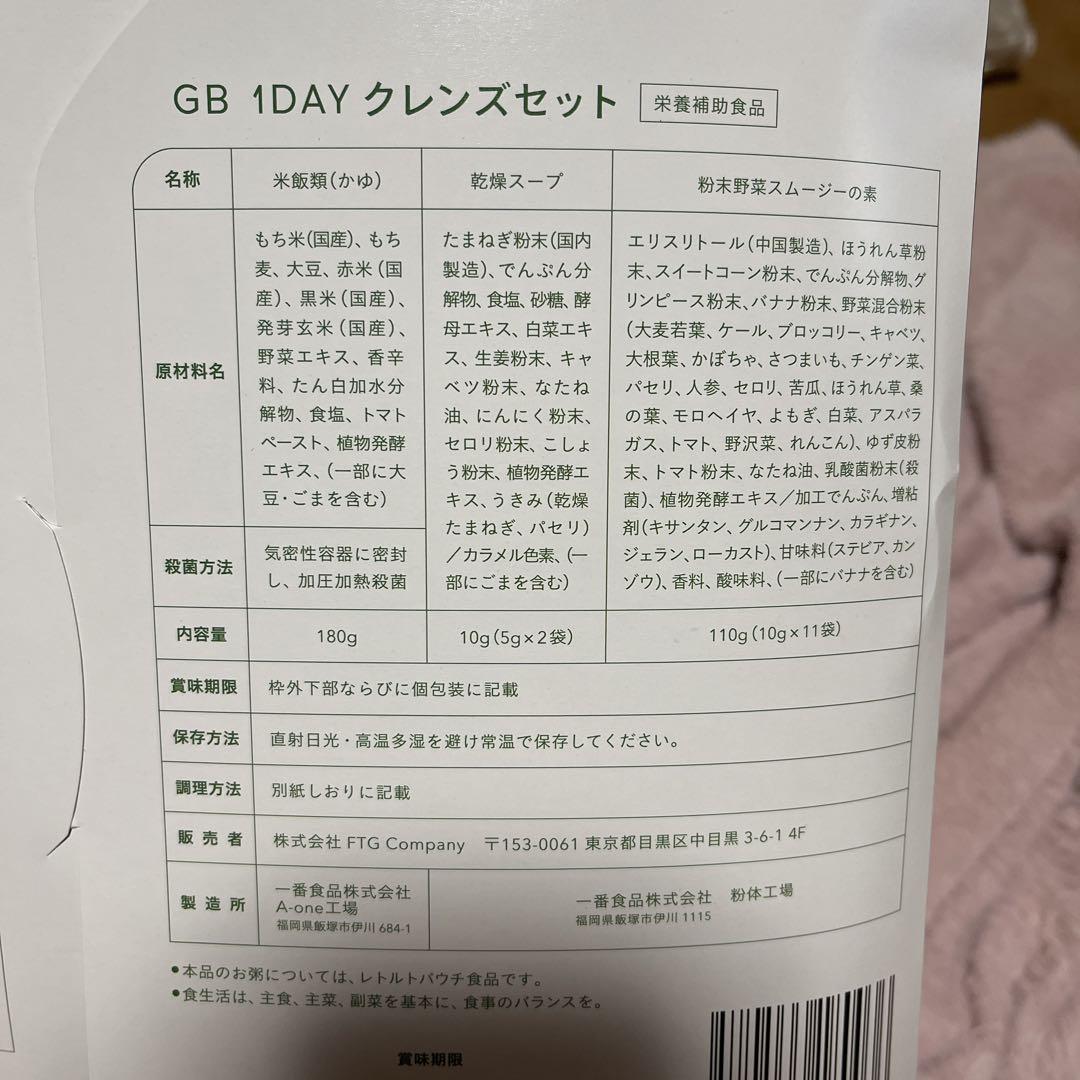 GB 1DAY クレンズセット 栄養補助食品
名称
米飯類(かゆ)
乾燥スープ
粉末野菜スムージーの素
原材料名
もち米(国産)、もち
麦、大豆、赤米(国
産)、黒米(国産)、
発芽玄米(国産)、
野菜エキス、香辛
料、たん白加水分
解物、食塩、トマト
ペースト、植物発酵
エキス、(一部に大
豆・ごまを含む)
たまねぎ粉末(国内
製造)、でんぷん分
解物、食塩、砂糖、酵
母エキス、白菜エキ
ス、生姜粉末、キャ
ベツ粉末、なたね
油、にんにく粉末、
セロリ粉末、こしょ
う粉末、植物発酵エ
キス、うきみ(乾燥
たまねぎ、パセリ)
/カラメル色素、(一
部にごまを含む)
エリスリトール(中国製造)、ほうれん草粉
末、スイートコーン粉末、でんぷん分解物、グ
リンピース粉末、バナナ粉末、野菜混合粉末
(大麦若葉、ケール、ブロッコリー、キャベツ、
大根葉、かぼちゃ、さつまいも、チンゲン菜、
パセリ、人参、セロリ、苦瓜、ほうれん草、桑
の葉、モロヘイヤ、よもぎ、白菜、アスパラ
ガス、トマト、野沢菜、れんこん)、ゆず皮粉
末、トマト粉末、なたね油、乳酸菌粉末(殺
菌)、植物発酵エキス/加工でんぷん、増粘
剤(キサンタン、グルコマンナン、カラギナン、
ジェラン、ローカスト)、甘味料(ステビア、カン
ゾウ)、香料、酸味料、(一部にバナナを含む)
殺菌方法
気密性容器に密封
し、加圧加熱殺菌
内容量
180g
10g(5g×2袋)
110g(10g×11袋)
賞味期限
枠外下部ならびに個包装に記載
保存方法
直射日光・高温多湿を避け常温で保存してください。
調理方法
別紙しおりに記載
販売者
株式会社 FTG Company 〒153-0061 東京都目黒区中目黒 3-6-1 4F
製造所
一番食品株式会社
A-one工場
福岡県飯塚市伊川 684-1
一番食品株式会社 粉体工場
福岡県飯塚市伊川 1115
●本品のお粥については、レトルトパウチ食品です。
●食生活は、主食、主菜、副菜を基本に、食事のバランスを。
賞味期限